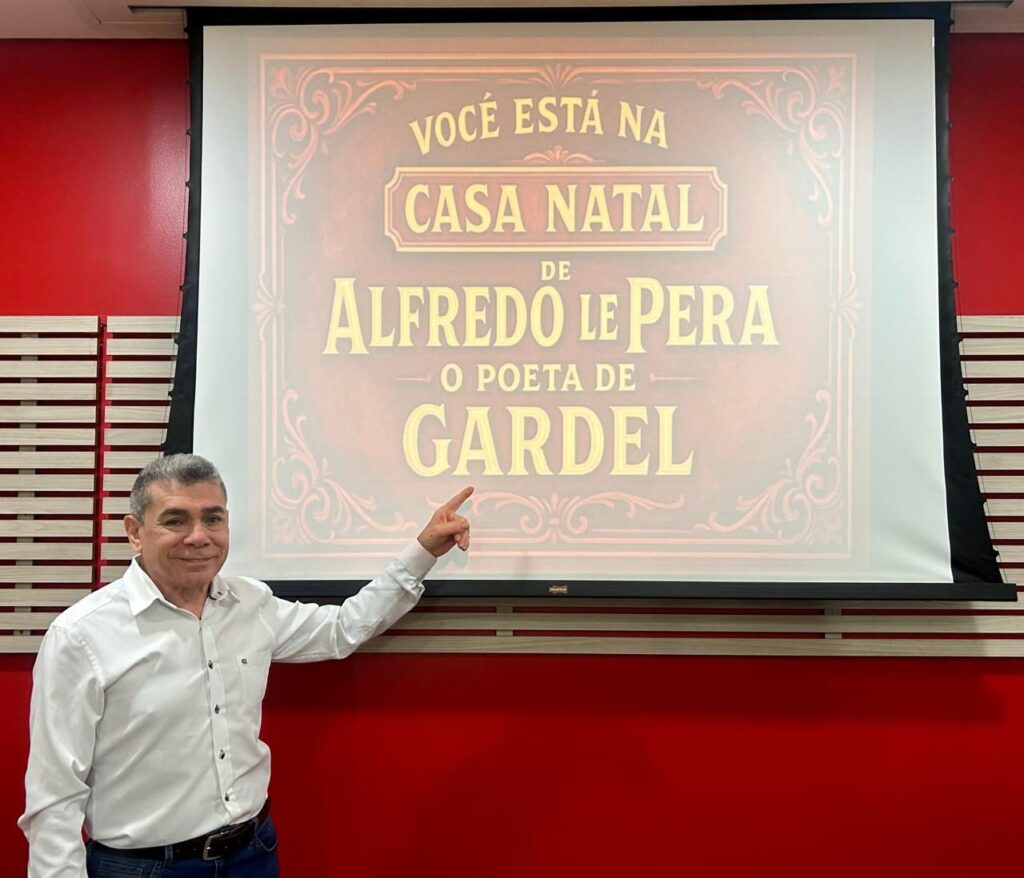 VOCÊ ESTÁ NA
CASA NATAL
DE
ALFREDO LE PERA
O POETA DE
GARDEL